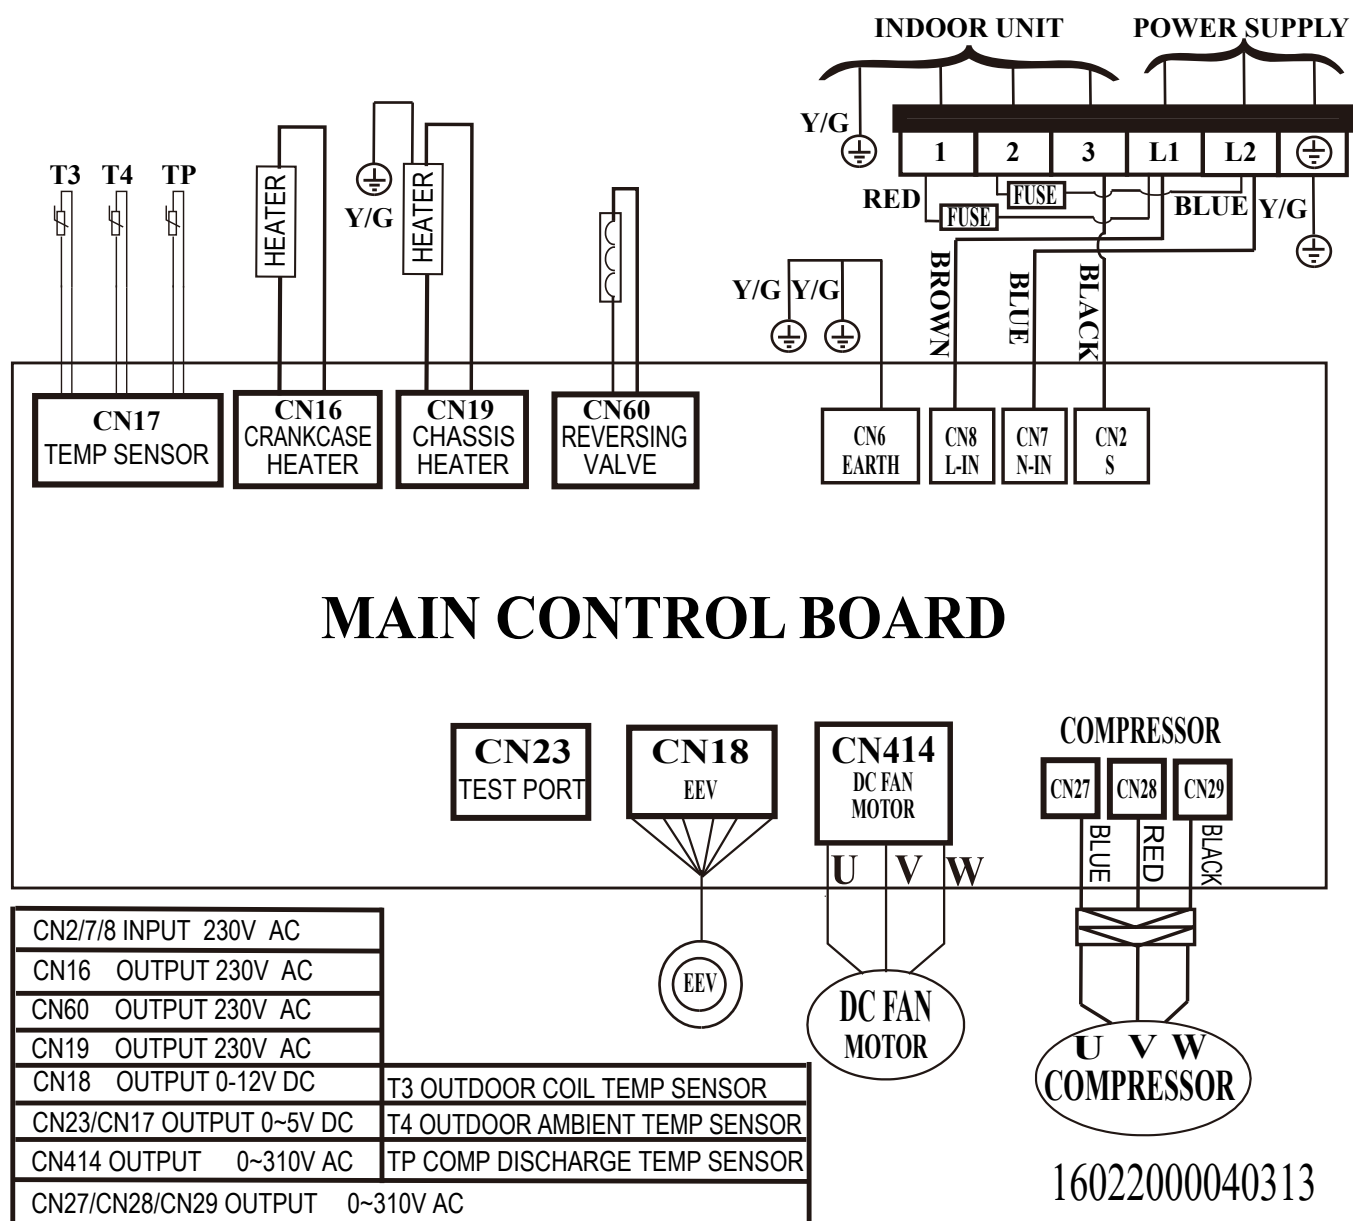 INDOOR UNIT POWER SUPPLY
Y/G
1 2 3 L1 L2
T3 T4 TP
HEATER
Y/G
HEATER
RED FUSE FUSE BLUE Y/G
Y/G Y/G
BROWN BLUE BLACK
CN17
TEMP SENSOR
CN16
CRANKCASE
HEATER
CN19
CHASSIS
HEATER
CN60
REVERSING
VALVE
CN6
EARTH
CN8
L-IN
CN7
N-IN
CN2
S
MAIN CONTROL BOARD
CN23
TEST PORT
CN18
EEV
CN414
DC FAN
MOTOR
COMPRESSOR
CN27 CN28 CN29
BLUE RED BLACK
U V W
EEV
DC FAN
MOTOR
U V W
COMPRESSOR
CN2/7/8 INPUT 230V AC
CN16 OUTPUT 230V AC
CN60 OUTPUT 230V AC
CN19 OUTPUT 230V AC
CN18 OUTPUT 0-12V DC
CN23/CN17 OUTPUT 0~5V DC
CN414 OUTPUT 0~310V AC
CN27/CN28/CN29 OUTPUT 0~310V AC
T3 OUTDOOR COIL TEMP SENSOR
T4 OUTDOOR AMBIENT TEMP SENSOR
TP COMP DISCHARGE TEMP SENSOR
16022000040313